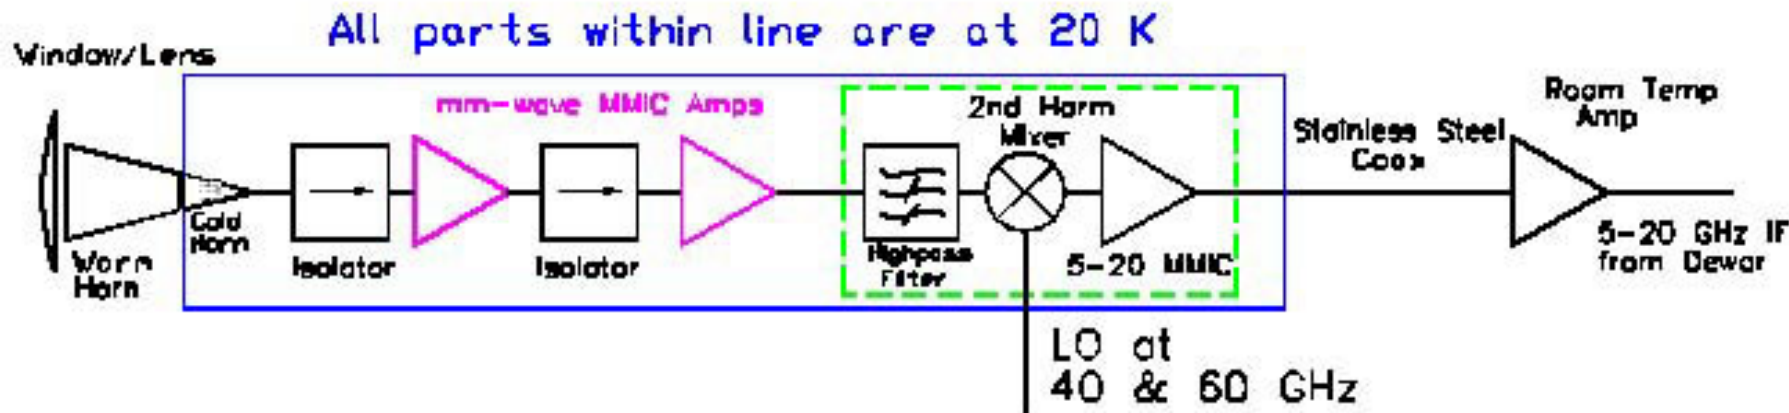 All parts within line are at 20 K
Window/Lens
mm-wave MMIC Amps
2nd Harm
Mixer
Room Temp
Amp
Stainless Steel
Coax
Cold
Horn
Warm
Horn
Isolator
Isolator
Highpass
Filter
5-20 MMIC
5-20 GHz IF
from Dewar
LO at
40 & 60 GHz